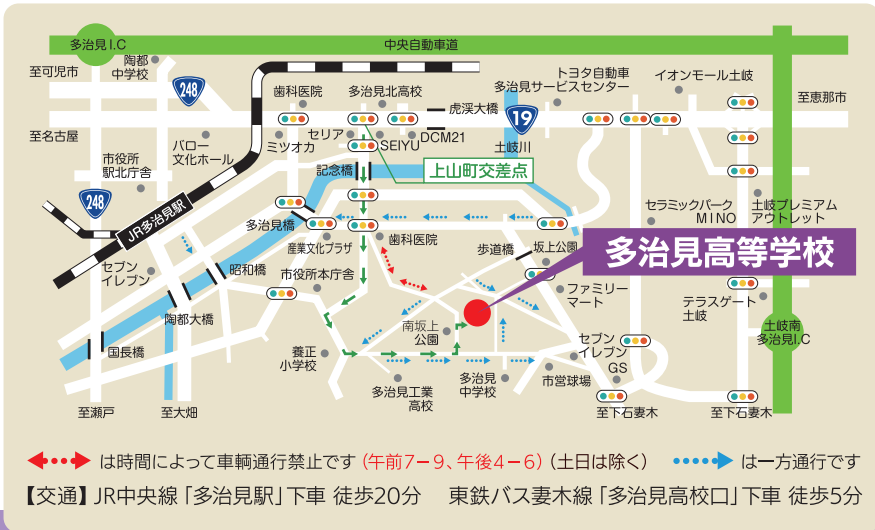 多治見I.C
中央自動車道
至可児市
陶都
中学校
248
歯科医院
多治見北高校
虎渓大橋
トヨタ自動車
多治見サービスセンター
イオンモール土岐
至恵那市
19
至名古屋
バロー
文化ホール
ミツオカ
セリア
SEIYU
DCM21
土岐川
市役所
駅北庁舎
記念橋
上山町交差点
248
JR多治見駅
多治見橋
産業文化プラザ
歯科医院
歩道橋
坂上公園
セラミックパーク
MINO
土岐プレミアム
アウトレット
多治見高等学校
セブン
イレブン
昭和橋
市役所本庁舎
ファミリー
マート
テラスゲート
土岐
陶都大橋
南坂上
公園
土岐南
多治見I.C
国長橋
養正
小学校
セブン
イレブン
GS
多治見工業
高校
多治見
中学校
市営球場
至瀬戸
至大畑
至下石妻木
至下石妻木
は時間によって車輌通行禁止です(午前7−9、午後4−6)(土日は除く)
は一方通行です
【交通】JR中央線「多治見駅」下車 徒歩20分 東鉄バス妻木線「多治見高校口」下車 徒歩5分